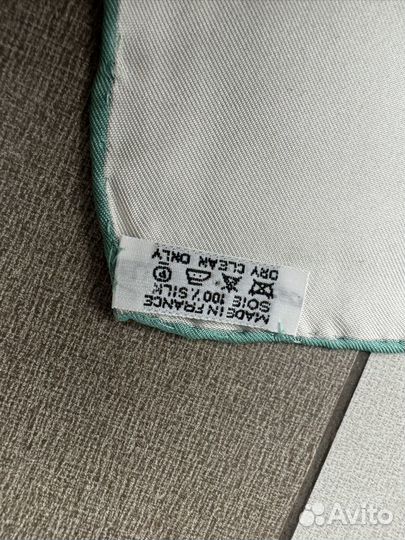 MADE IN FRANCE
SOIE 100% SILK
DRY CLEAN ONLY
Avito